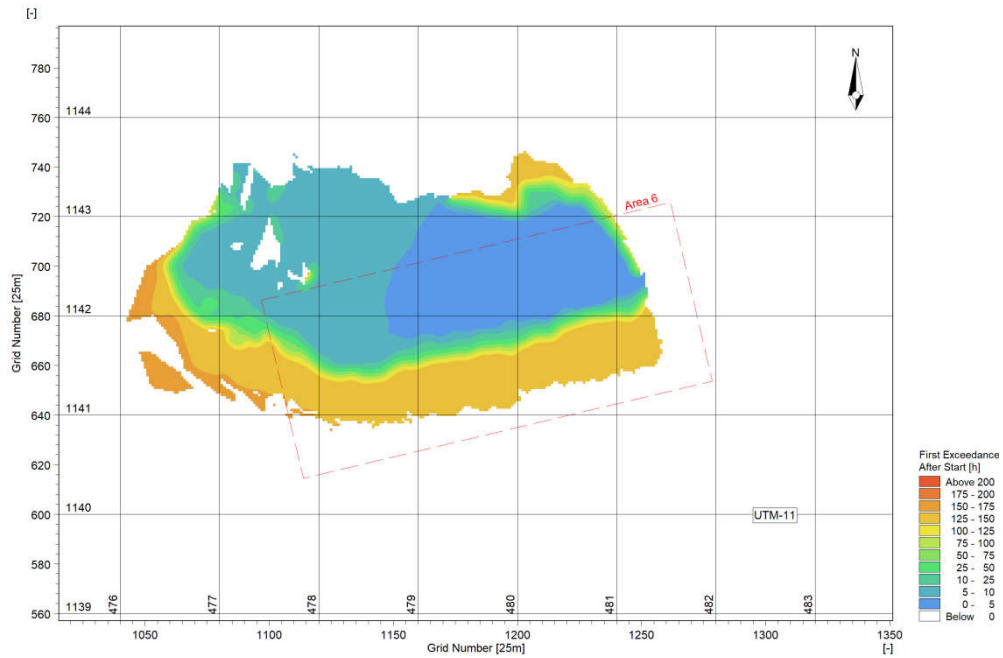 [-]
N
780
760
740
720
700
680
660
640
620
600
580
560
1144
1143
1142
1141
1140
1139
Area 6
UTM-11
476
477
478
479
480
481
482
483
Grid Number [25m]
1050
1100
1150
1200
1250
1300
1350
Grid Number [25m]
[-]
First Exceedance
After Start [h]
Above 200
175 - 200
150 - 175
125 - 150
100 - 125
75 - 100
50 - 75
25 - 50
10 - 25
5 - 10
0 - 5
Below 0